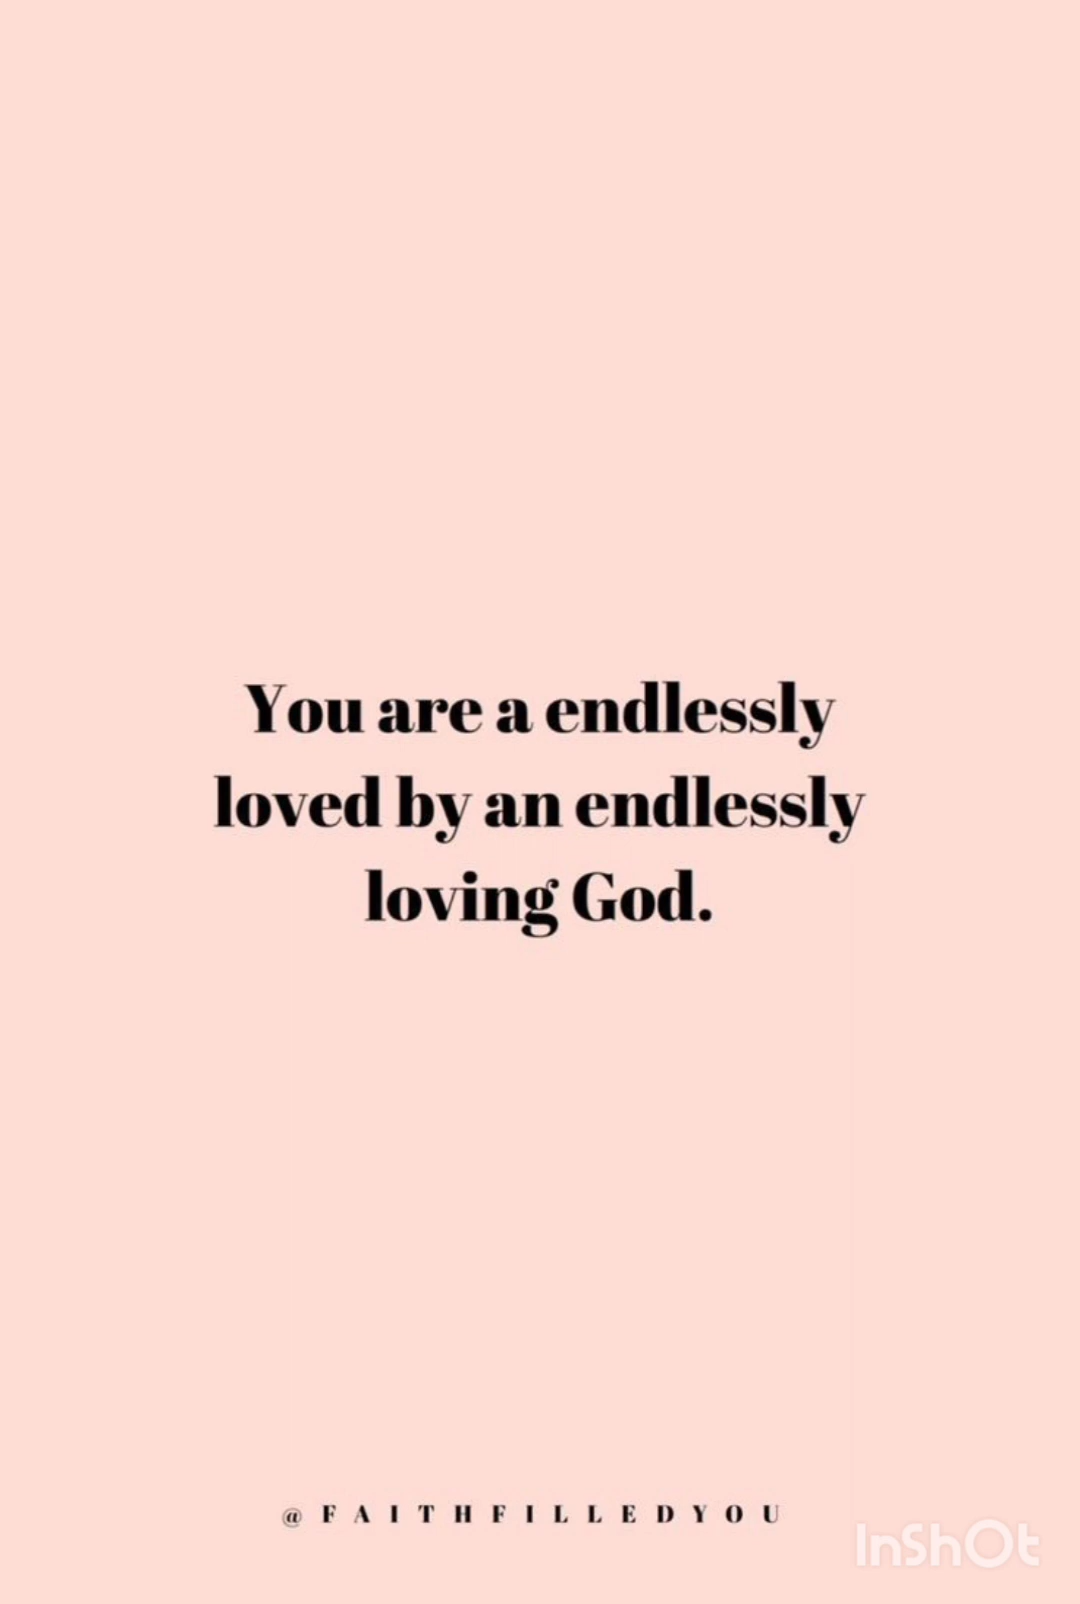 You are a endlessly
loved by an endlessly
loving God.
@FAITHFILLEDYOU
InShOt